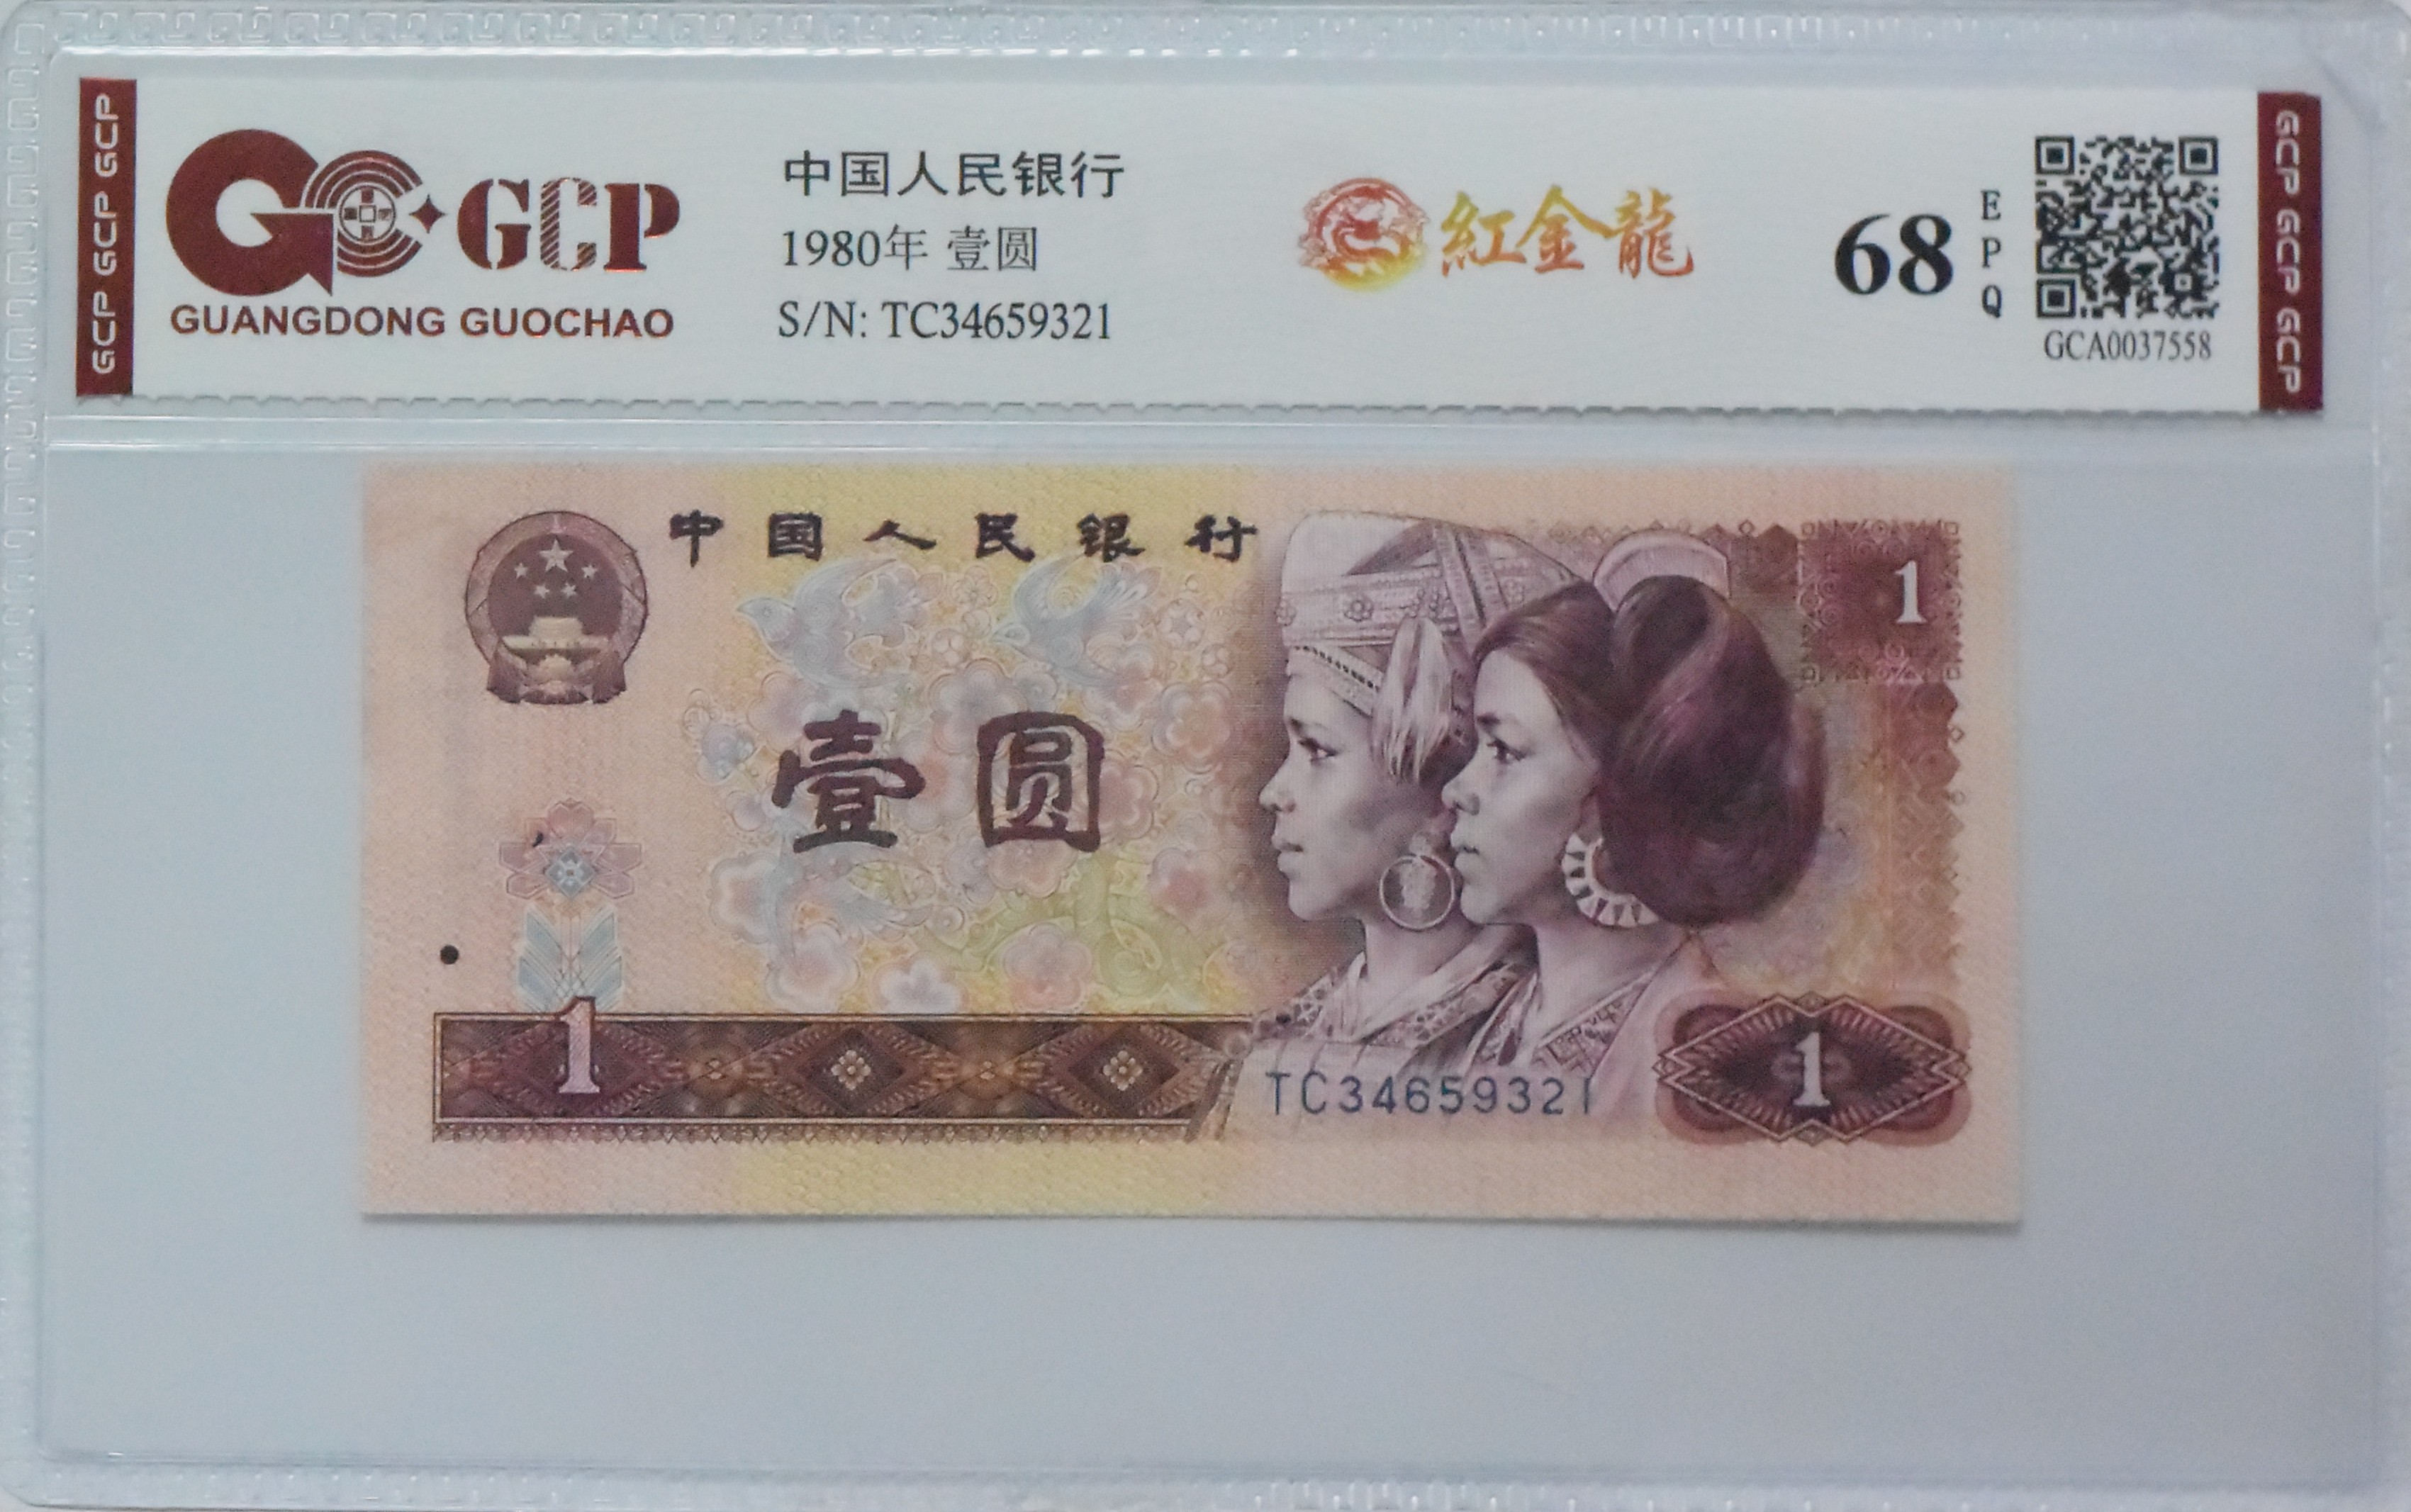 GCP GCP GCP
GCP
GUANGDONG GUOCHAO
中国人民银行
1980年 壹圆
S/N: TC34659321
紅金龍
68
E
P
Q
GCA0037558
GCP GCP GCP
中国人民银行
1
壹圆
1
TC34659321
1